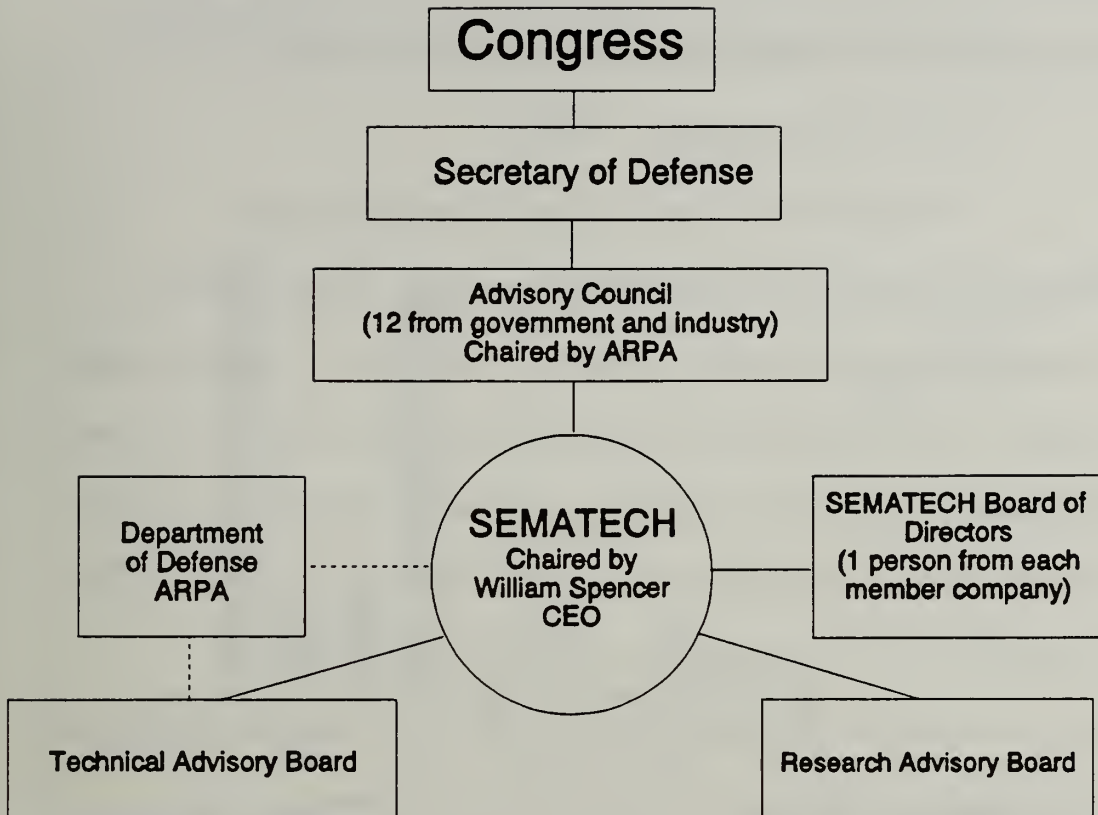 Congress
Secretary of Defense
Advisory Council
(12 from government and industry)
Chaired by ARPA
SEMATECH
Chaired by
William Spencer
CEO
Department
of Defense
ARPA
SEMATECH Board of
Directors
(1 person from each
member company)
Technical Advisory Board
Research Advisory Board